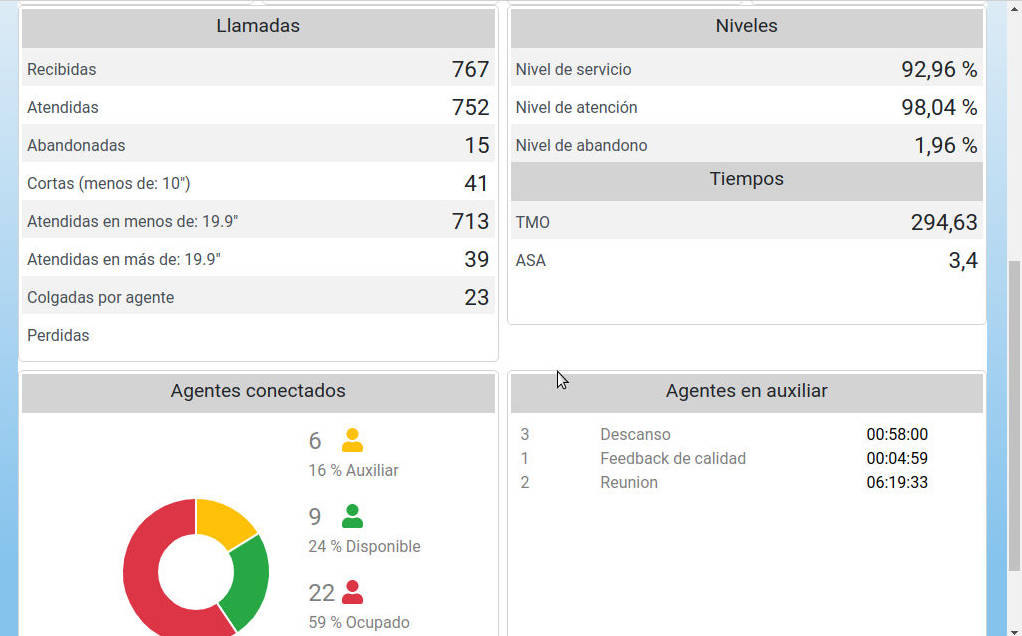 Llamadas
Recibidas 767
Atendidas 752
Abandonadas 15
Cortas (menos de: 10") 41
Atendidas en menos de: 19.9" 713
Atendidas en más de: 19.9" 39
Colgadas por agente 23
Perdidas
Niveles
Nivel de servicio 92,96 %
Nivel de atención 98,04 %
Nivel de abandono 1,96 %
Tiempos
TMO 294,63
ASA 3,4
Agentes conectados
6
16 % Auxiliar
9
24 % Disponible
22
59 % Ocupado
Agentes en auxiliar
3 Descanso 00:58:00
1 Feedback de calidad 00:04:59
2 Reunion 06:19:33